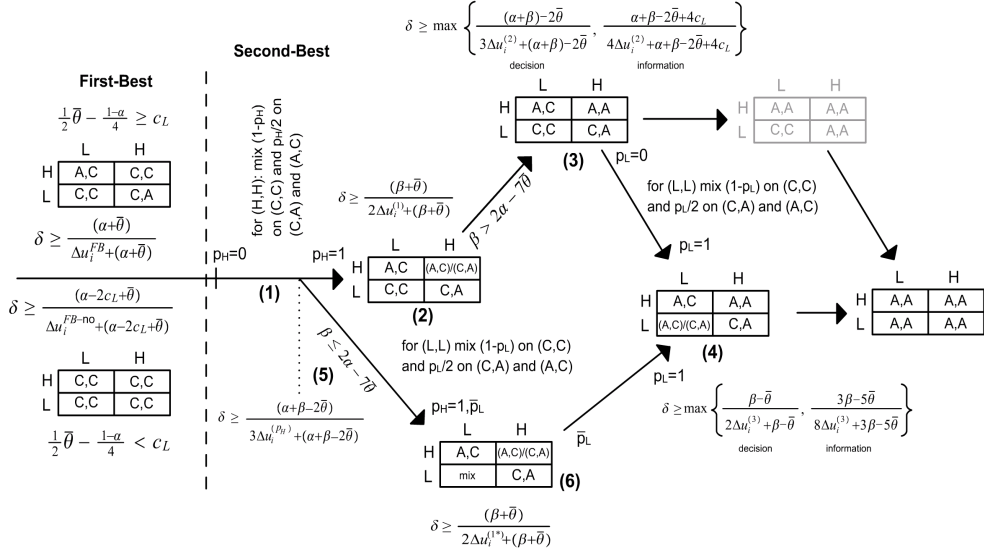 First-Best
½θ̄ − (1−α)/4 ≥ c_L
L H
H A,C C,C
L C,C C,A
δ ≥ (α+θ̄)/(Δu_i^{FB}+(α+θ̄))
δ ≥ (α−2c_L+θ̄)/(Δu_i^{FB−no}+(α−2c_L+θ̄))
L H
H C,C C,C
L C,C C,C
½θ̄ − (1−α)/4 < c_L
Second-Best
for (H,H): mix (1-p_H)
on (C,C) and p_H/2 on
(C,A) and (A,C)
p_H=0
p_H=1
(1)
δ ≥ (β+θ̄)/(2Δu_i^{(1)}+(β+θ̄))
L H
H A,C (A,C)/(C,A)
L C,C C,A
(2)
β > 2α − 7θ̄
δ ≥ max { ((α+β)−2θ̄)/(3Δu_i^{(2)}+(α+β)−2θ̄) , (α+β−2θ̄+4c_L)/(4Δu_i^{(2)}+α+β−2θ̄+4c_L) }
decision information
L H
H A,C A,A
L C,C C,A
(3)
L H
H A,A A,A
L C,C A,A
p_L=0
for (L,L) mix (1-p_L) on (C,C)
and p_L/2 on (C,A) and (A,C)
p_L=1
L H
H A,C A,A
L (A,C)/(C,A) C,A
(4)
L H
H A,A A,A
L A,A A,A
p_L=1
δ ≥ max { (β−θ̄)/(2Δu_i^{(3)}+β−θ̄) , (3β−5θ̄)/(8Δu_i^{(3)}+3β−5θ̄) }
decision information
β ≤ 2α − 7θ̄
(5)
δ ≥ (α+β−2θ̄)/(3Δu_i^{(p_H)}+(α+β−2θ̄))
for (L,L) mix (1-p_L) on (C,C)
and p_L/2 on (C,A) and (A,C)
p_H=1,p̄_L
L H
H A,C (A,C)/(C,A)
L mix C,A
(6)
p̄_L
δ ≥ (β+θ̄)/(2Δu_i^{(1*)}+(β+θ̄))